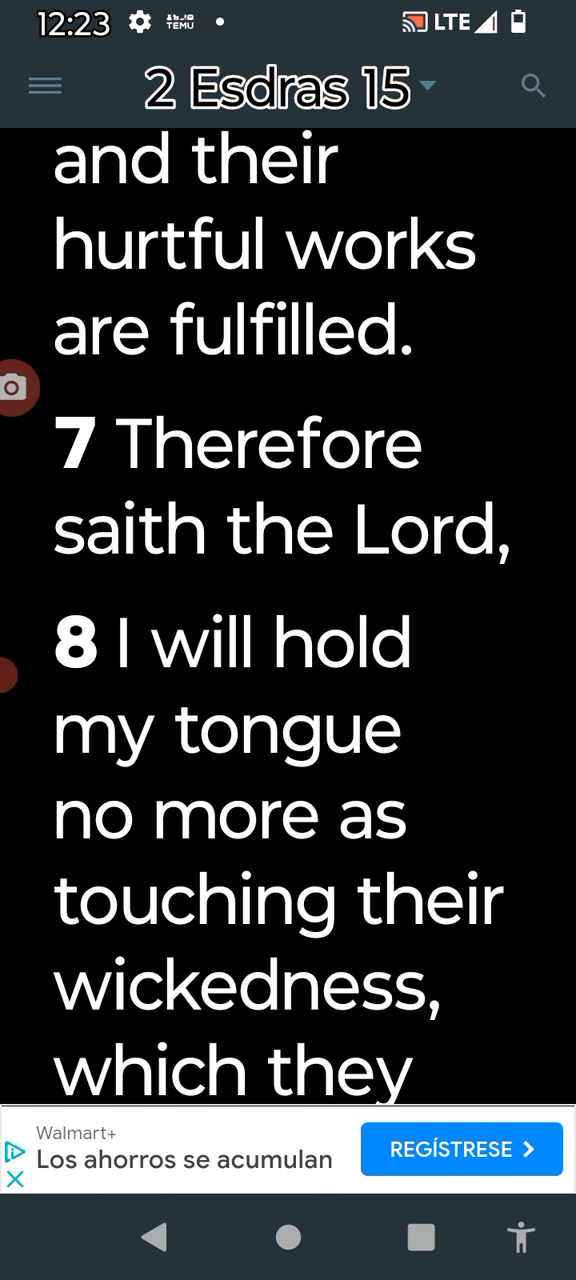 12:23
TEMU
LTE
2 Esdras 15
and their
hurtful works
are fulfilled.
7 Therefore
saith the Lord,
8 I will hold
my tongue
no more as
touching their
wickedness,
which they
Walmart+
Los ahorros se acumulan
REGÍSTRESE